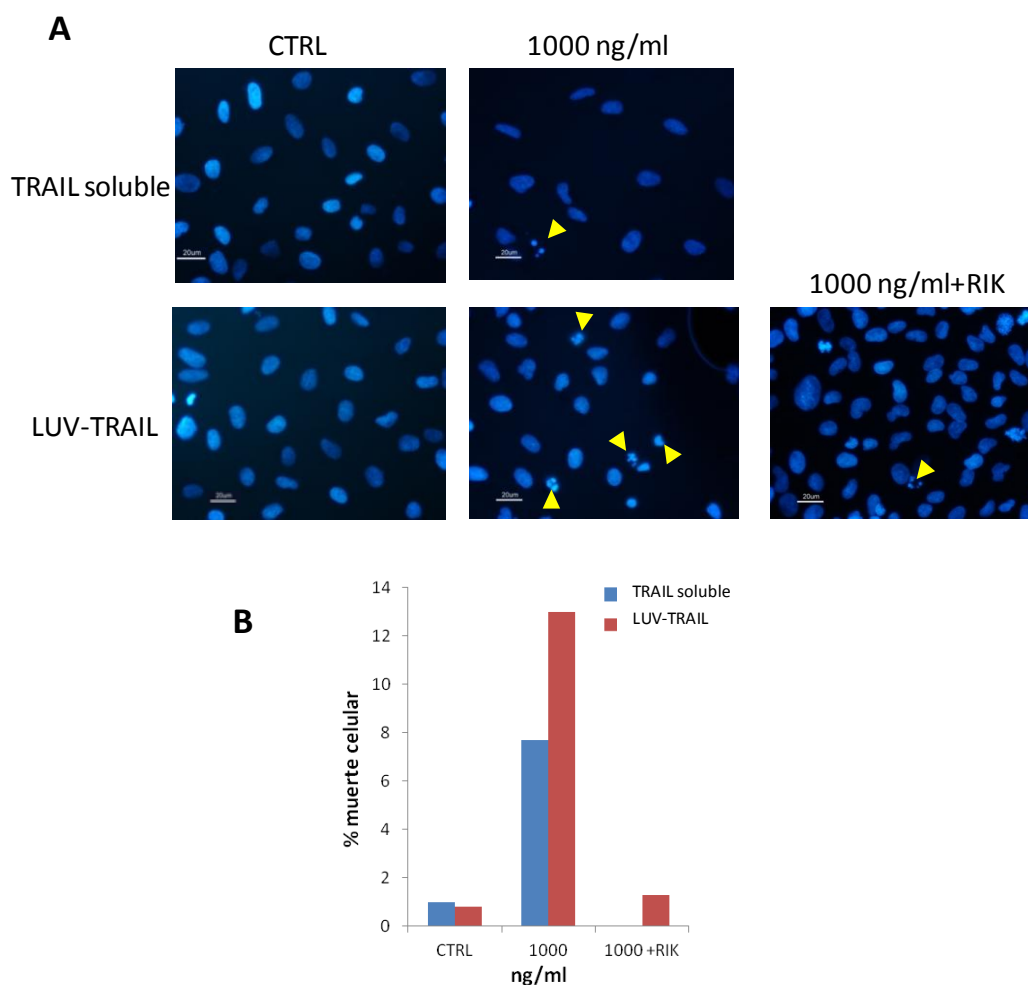 A
CTRL
1000 ng/ml
TRAIL soluble
20um
20um
1000 ng/ml+RIK
LUV-TRAIL
20um
20um
20um
B
14
12
10
8
6
4
2
0
% muerte celular
TRAIL soluble
LUV-TRAIL
CTRL
1000
1000 +RIK
ng/ml